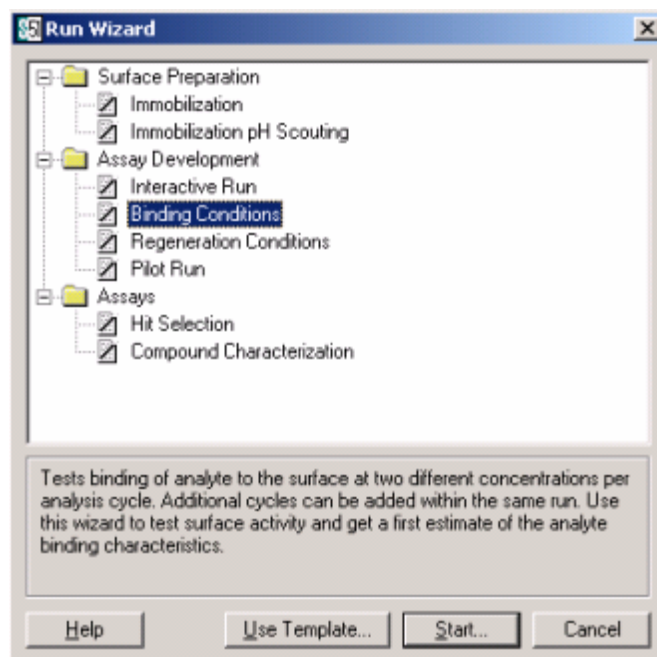 Run Wizard
Surface Preparation
Immobilization
Immobilization pH Scouting
Assay Development
Interactive Run
Binding Conditions
Regeneration Conditions
Pilot Run
Assays
Hit Selection
Compound Characterization
Tests binding of analyte to the surface at two different concentrations per
analysis cycle. Additional cycles can be added within the same run. Use
this wizard to test surface activity and get a first estimate of the analyte
binding characteristics.
Help Use Template... Start... Cancel